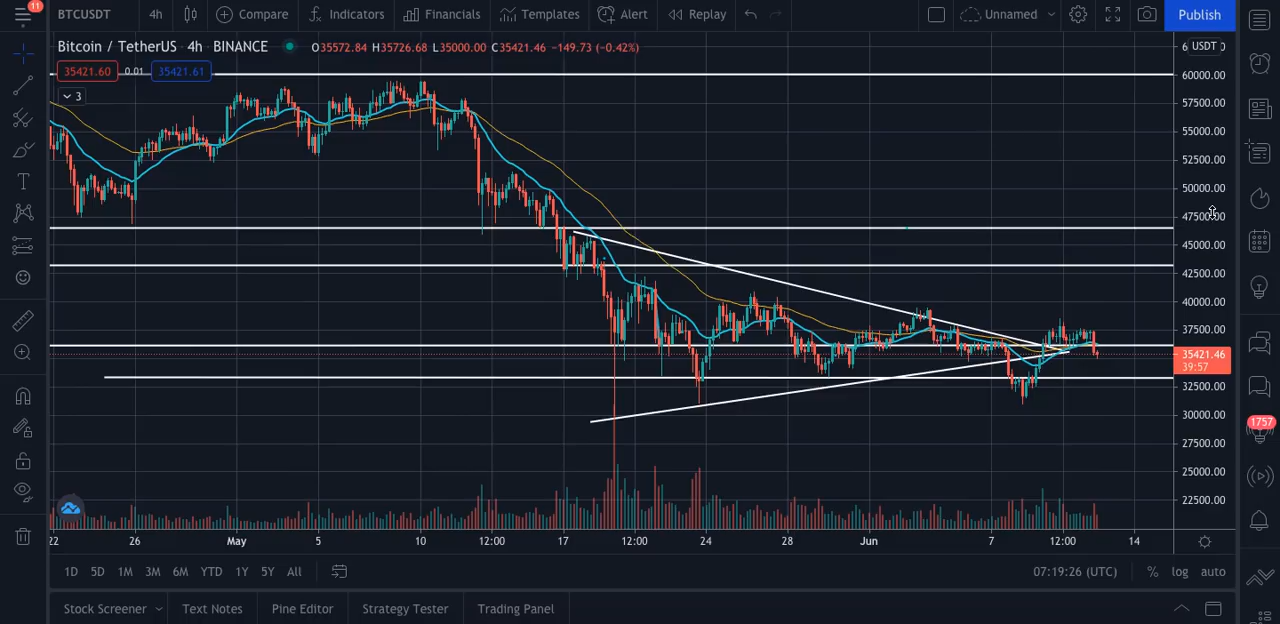 11
BTCUSDT 4h Compare Indicators Financials Templates Alert Replay Unnamed Publish
Bitcoin / TetherUS 4h BINANCE O35572.84 H35726.68 L35000.00 C35421.46 −149.73 (−0.42%)
USDT
35421.60 0.01 35421.61
3
60000.00
57500.00
55000.00
52500.00
50000.00
47500.00
45000.00
42500.00
40000.00
37500.00
35421.46
39:57
32500.00
30000.00
27500.00
25000.00
22500.00
1757
22 26 May 5 10 12:00 17 12:00 24 28 Jun 7 12:00 14
1D 5D 1M 3M 6M YTD 1Y 5Y All 07:19:26 (UTC) % log auto
Stock Screener Text Notes Pine Editor Strategy Tester Trading Panel